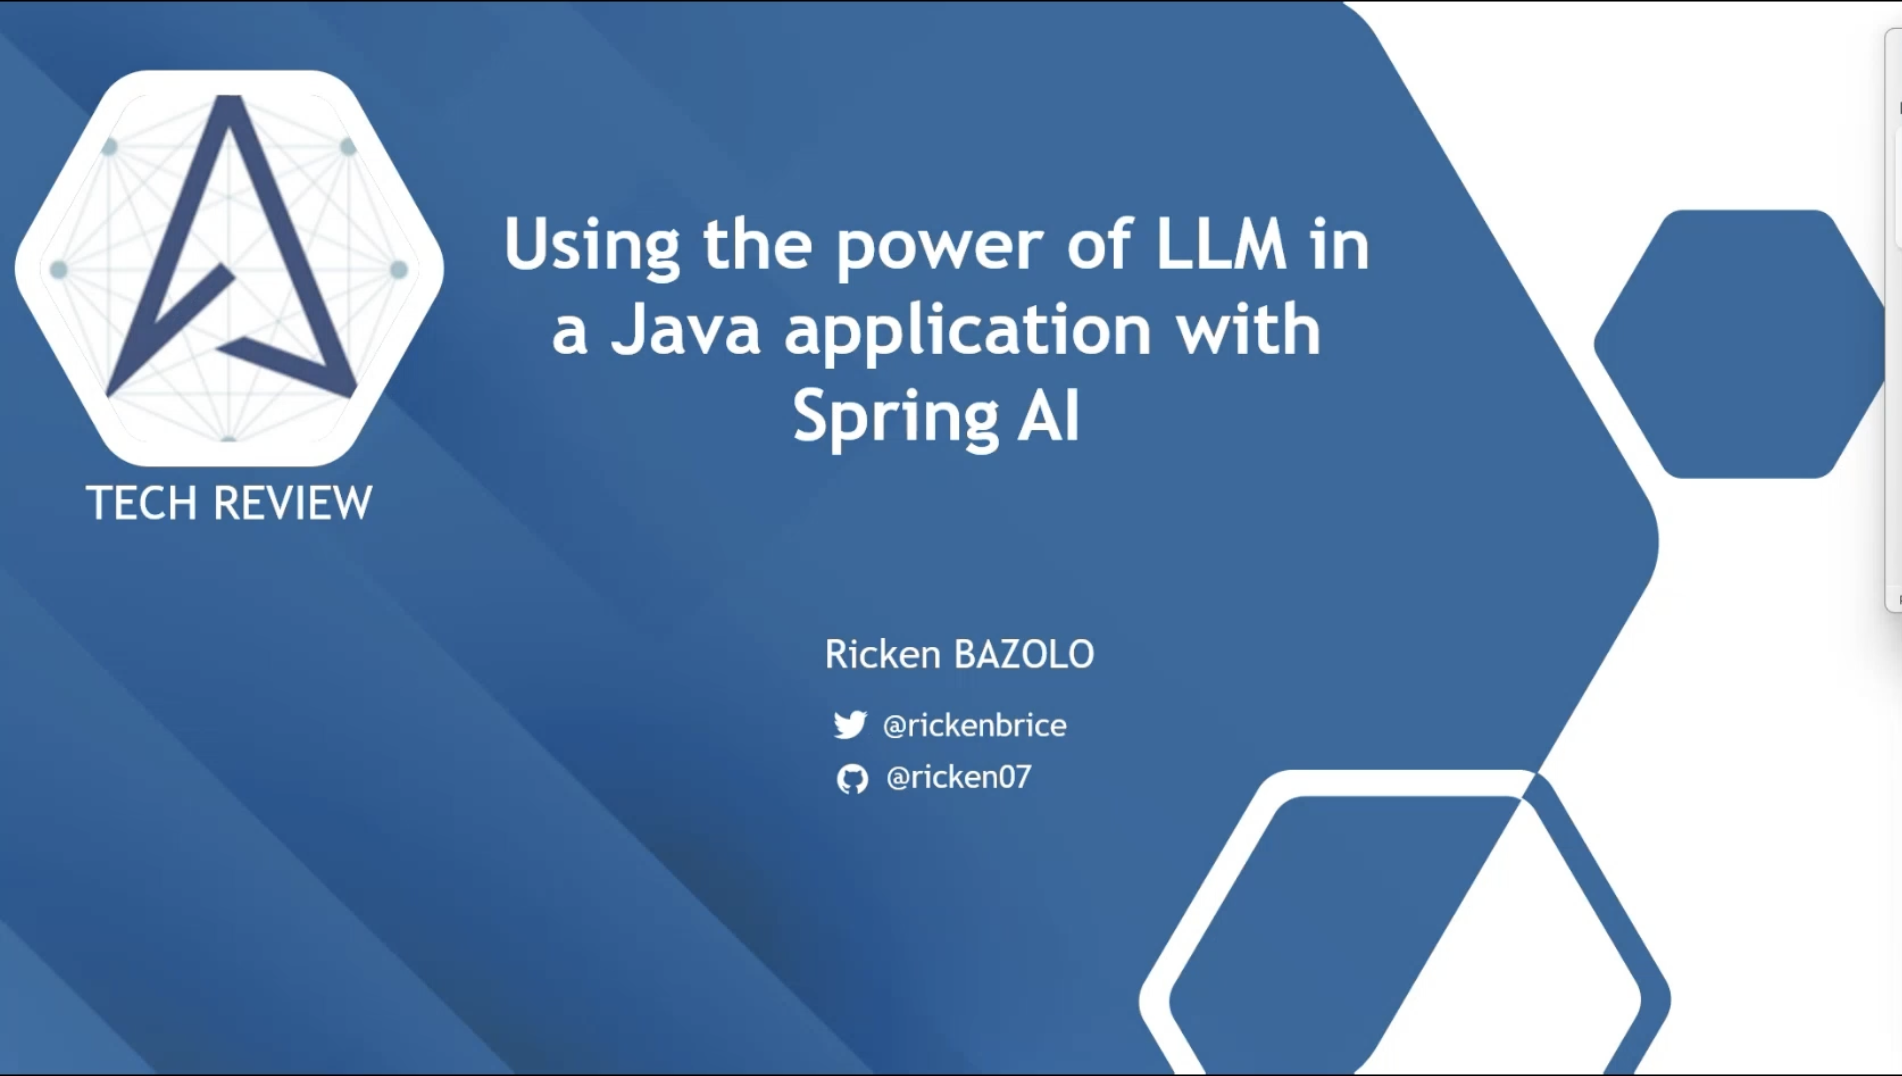 Using the power of LLM in
a Java application with
Spring AI
TECH REVIEW
Ricken BAZOLO
@rickenbrice
@ricken07